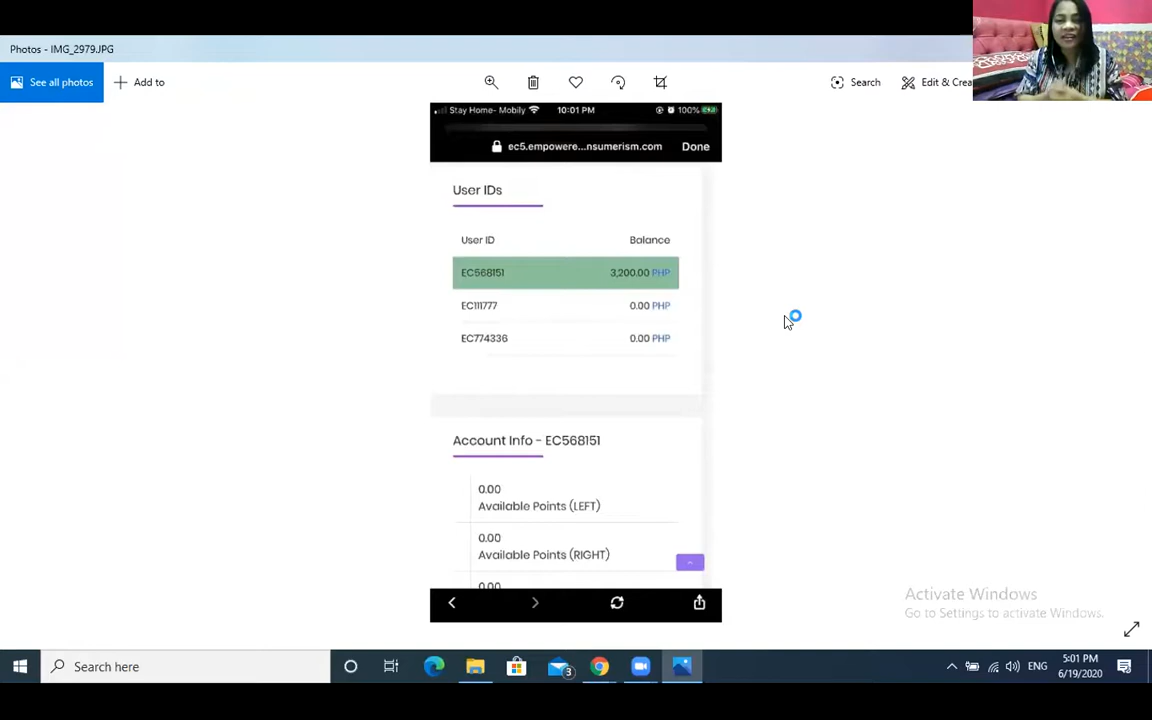 Photos - IMG_2979.JPG
See all photos
Add to
Search
Edit & Crea
Stay Home- Mobily
10:01 PM
100%
ec5.empowere...nsumerism.com
Done
User IDs
User ID
Balance
EC568151
3,200.00 PHP
EC111777
0.00 PHP
EC774336
0.00 PHP
Account Info - EC568151
0.00
Available Points (LEFT)
0.00
Available Points (RIGHT)
0.00
Activate Windows
Go to Settings to activate Windows.
Search here
3
ENG
5:01 PM
6/19/2020